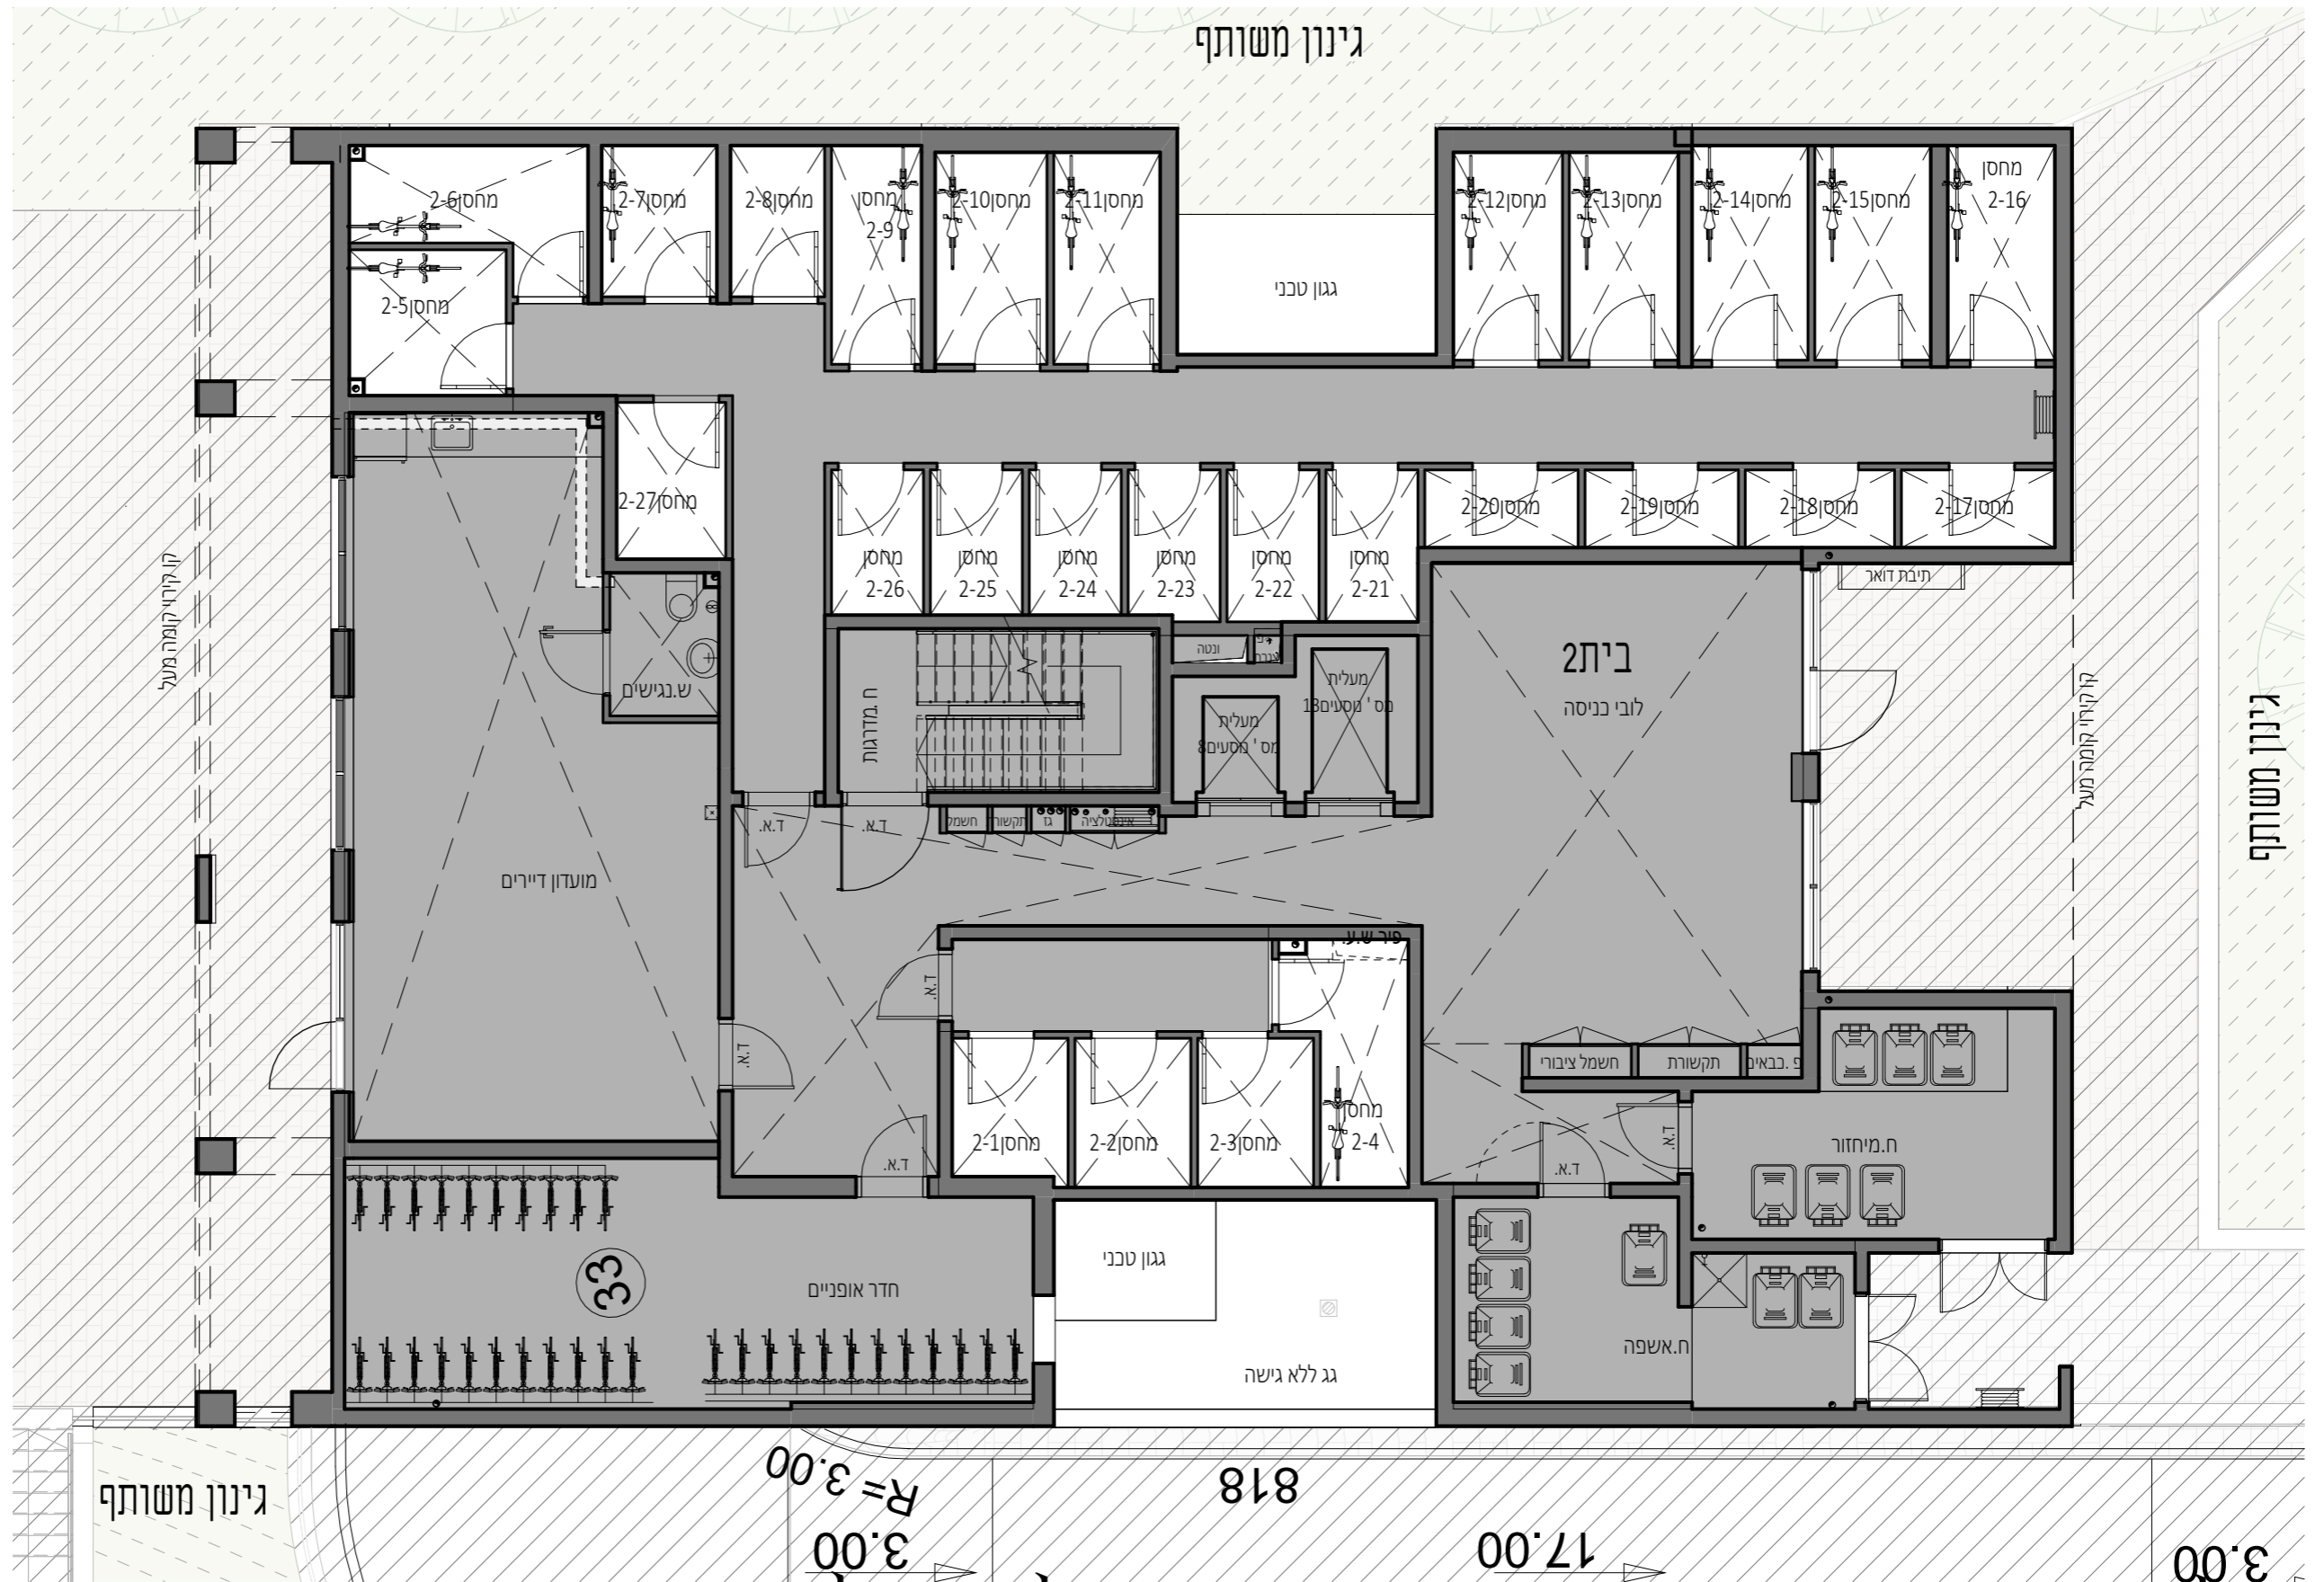 גינון משותף
מחסן 2-6
מחסן 2-7
מחסן 2-8
מחסן
2-9
מחסן 2-10
מחסן 2-11
מחסן 2-12
מחסן 2-13
מחסן 2-14
מחסן 2-15
מחסן
2-16
מחסן 2-5
גגון טכני
מחסן 2-27
מחסן 2-20
מחסן 2-19
מחסן 2-18
מחסן 2-17
מחסן
2-26
מחסן
2-25
מחסן
2-24
מחסן
2-23
מחסן
2-22
מחסן
2-21
תיבת דואר
קו קירוי קומה מעל
ש.נגישים
ח.מדרגות
ונטה
מעלית
מס' נוסעים 13
מעלית
מס' נוסעים 8
בית 2
לובי כניסה
קו קירוי קומה מעל
גינון משותף
ד.א.
ד.א.
חשמל
תקשורת
גז
אינסטלציה
מועדון דיירים
פיר ש.ע.
ד.א.
ד.א.
חשמל ציבורי
תקשורת
פ.כבאים
מחסן 2-1
מחסן 2-2
מחסן 2-3
מחסן
2-4
ד.א.
ד.א.
ד.א.
ח.מיחזור
33
חדר אופניים
גגון טכני
גג ללא גישה
ח.אשפה
גינון משותף
R= 3.00
818
3.00
17.00
3.00